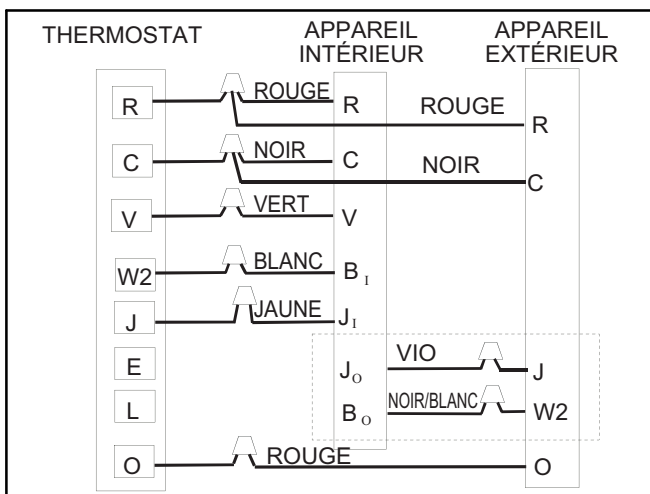 THERMOSTAT
APPAREIL
INTÉRIEUR
APPAREIL
EXTÉRIEUR
R ROUGE R ROUGE R
C NOIR C NOIR C
V VERT V
W2 BLANC B I
J JAUNE J I
E J O VIO J
L B O NOIR/BLANC W2
O ROUGE O